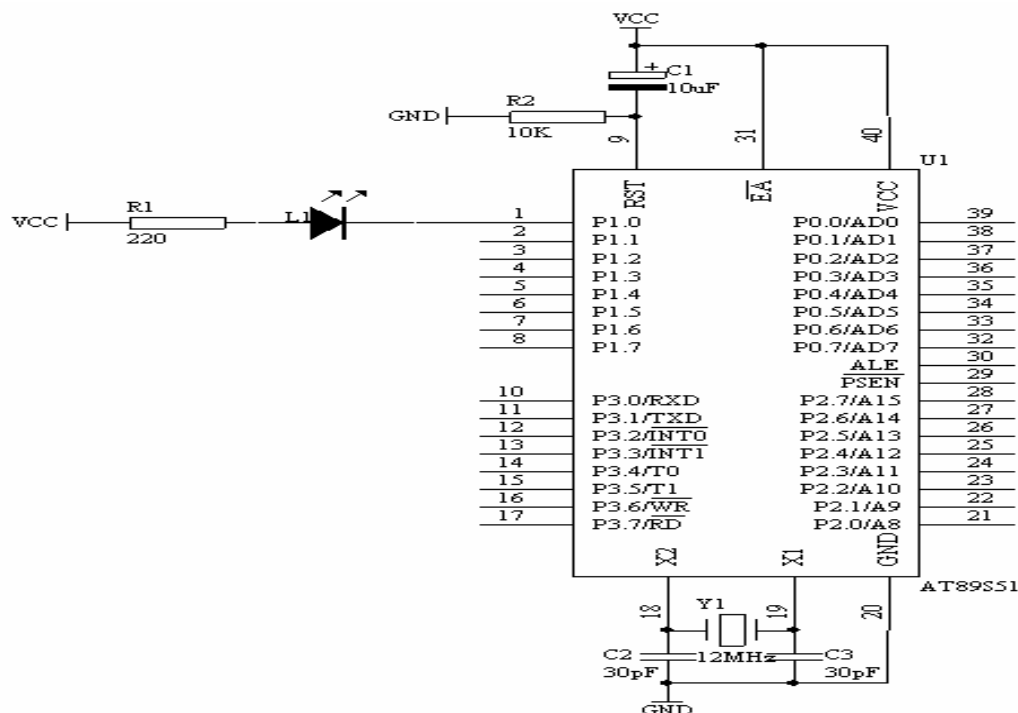 VCC
+
C1
10uF
R2
GND
10K
9
31
40
U1
RST
EA
VCC
R1
VCC
220
L1
1
P1.0
P0.0/AD0
39
2
P1.1
P0.1/AD1
38
3
P1.2
P0.2/AD2
37
4
P1.3
P0.3/AD3
36
5
P1.4
P0.4/AD4
35
6
P1.5
P0.5/AD5
34
7
P1.6
P0.6/AD6
33
8
P1.7
P0.7/AD7
32
ALE
30
PSEN
29
10
P3.0/RXD
P2.7/A15
28
11
P3.1/TXD
P2.6/A14
27
12
P3.2/INT0
P2.5/A13
26
13
P3.3/INT1
P2.4/A12
25
14
P3.4/T0
P2.3/A11
24
15
P3.5/T1
P2.2/A10
23
16
P3.6/WR
P2.1/A9
22
17
P3.7/RD
P2.0/A8
21
X2
X1
GND
AT89S51
18
Y1
19
20
C2
12MHz
C3
30pF
30pF
GND